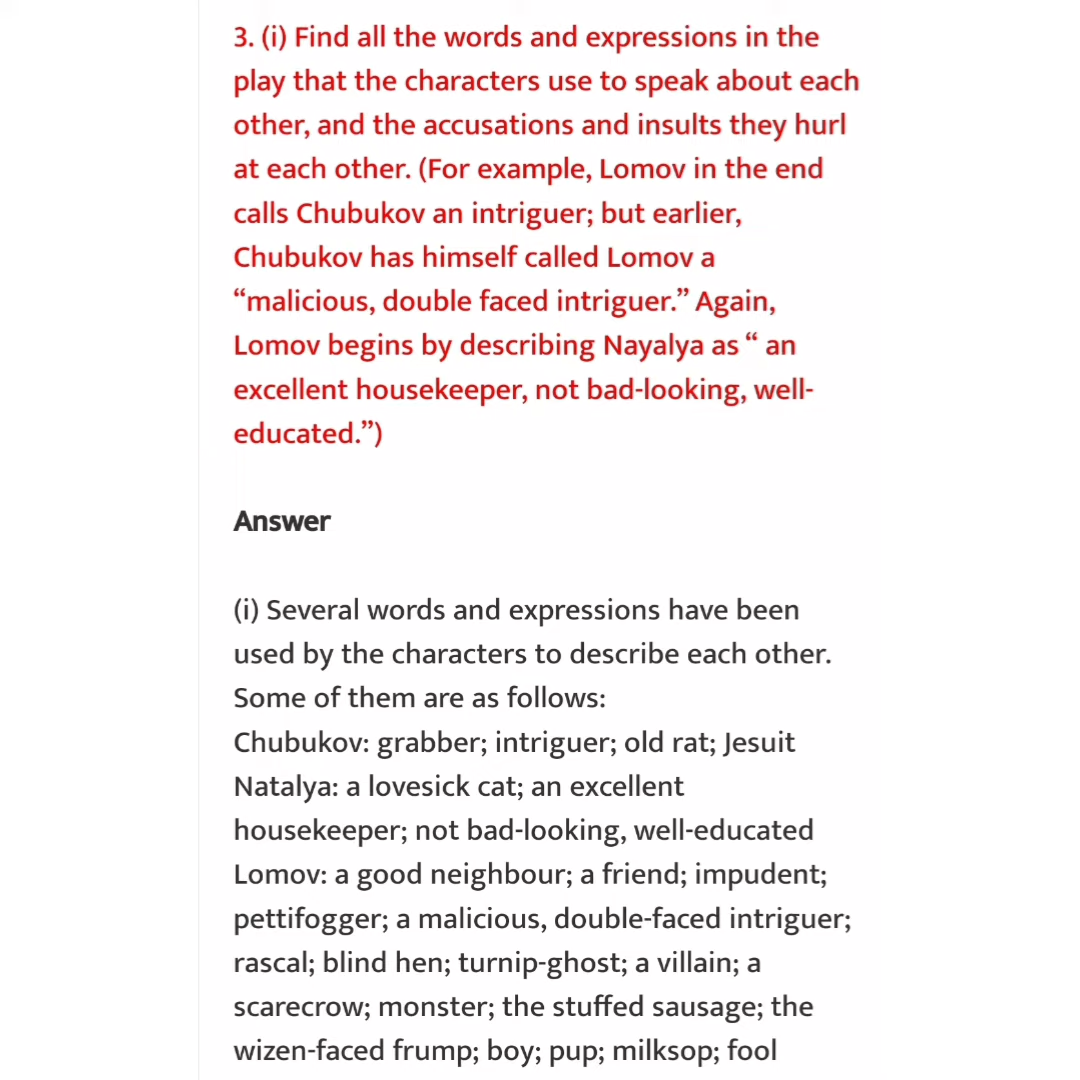 3. (i) Find all the words and expressions in the
play that the characters use to speak about each
other, and the accusations and insults they hurl
at each other. (For example, Lomov in the end
calls Chubukov an intriguer; but earlier,
Chubukov has himself called Lomov a
“malicious, double faced intriguer.” Again,
Lomov begins by describing Nayalya as “ an
excellent housekeeper, not bad-looking, well-
educated.”)
Answer
(i) Several words and expressions have been
used by the characters to describe each other.
Some of them are as follows:
Chubukov: grabber; intriguer; old rat; Jesuit
Natalya: a lovesick cat; an excellent
housekeeper; not bad-looking, well-educated
Lomov: a good neighbour; a friend; impudent;
pettifogger; a malicious, double-faced intriguer;
rascal; blind hen; turnip-ghost; a villain; a
scarecrow; monster; the stuffed sausage; the
wizen-faced frump; boy; pup; milksop; fool